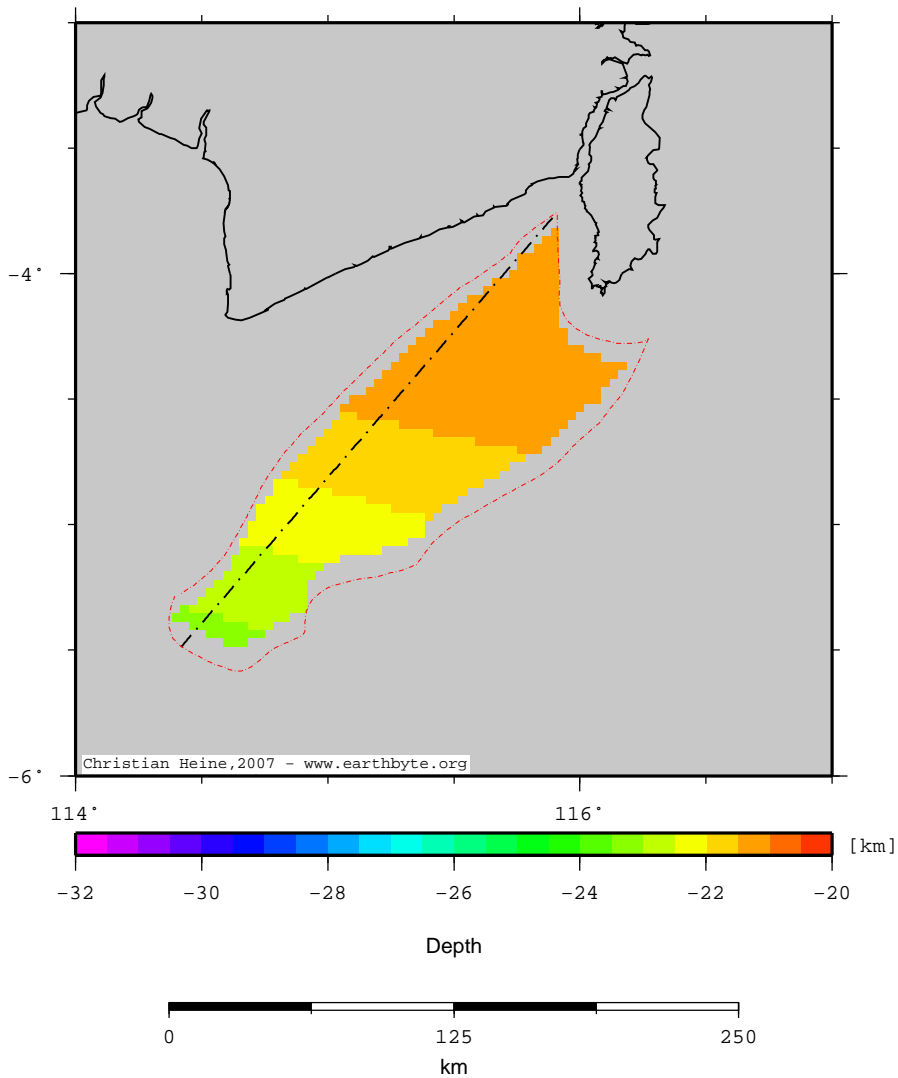 −4°
−6°
Christian Heine,2007 − www.earthbyte.org
114° 116°
[km]
−32 −30 −28 −26 −24 −22 −20
Depth
0 125 250
km